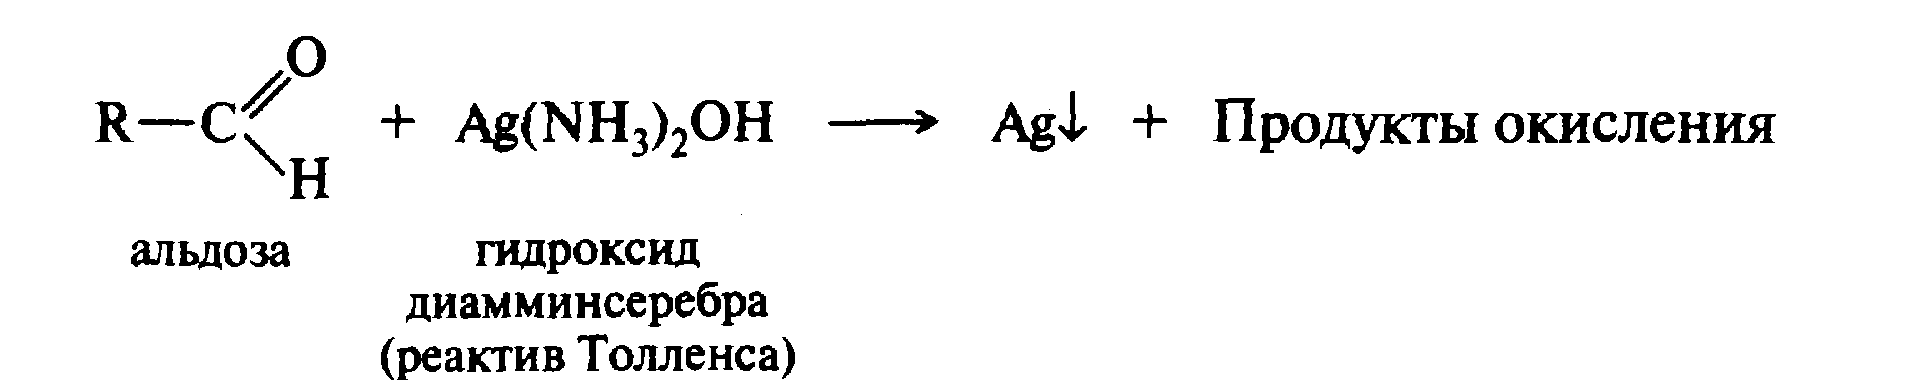 R—C(=O)H + Ag(NH₃)₂OH ⟶ Ag↓ + Продукты окисления
альдоза гидроксид
диамминсеребра
(реактив Толленса)